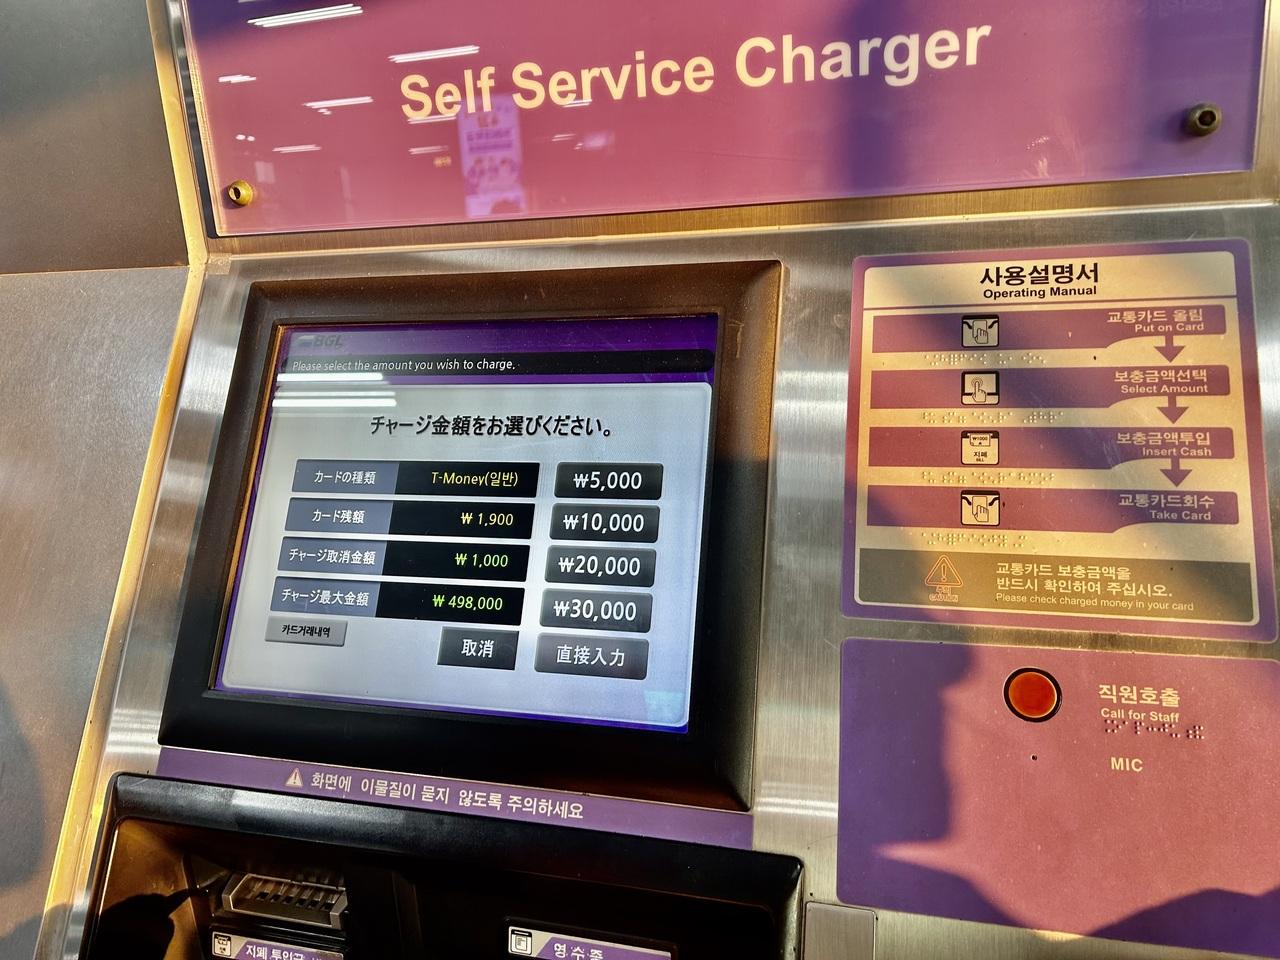 Self Service Charger
BGL
Please select the amount you wish to charge.
チャージ金額をお選びください。
カードの種類 T-Money(일반) ₩5,000
カード残額 ₩ 1,900 ₩10,000
チャージ取消金額 ₩ 1,000 ₩20,000
チャージ最大金額 ₩ 498,000 ₩30,000
카드거래내역 取消 直接入力
화면에 이물질이 묻지 않도록 주의하세요
영수증
사용설명서
Operating Manual
교통카드 올림
Put on Card
보충금액선택
Select Amount
₩1000
지폐
BILL
보충금액투입
Insert Cash
교통카드회수
Take Card
주의
CAUTION
교통카드 보충금액을
반드시 확인하여 주십시오.
Please check charged money in your card
직원호출
Call for Staff
MIC